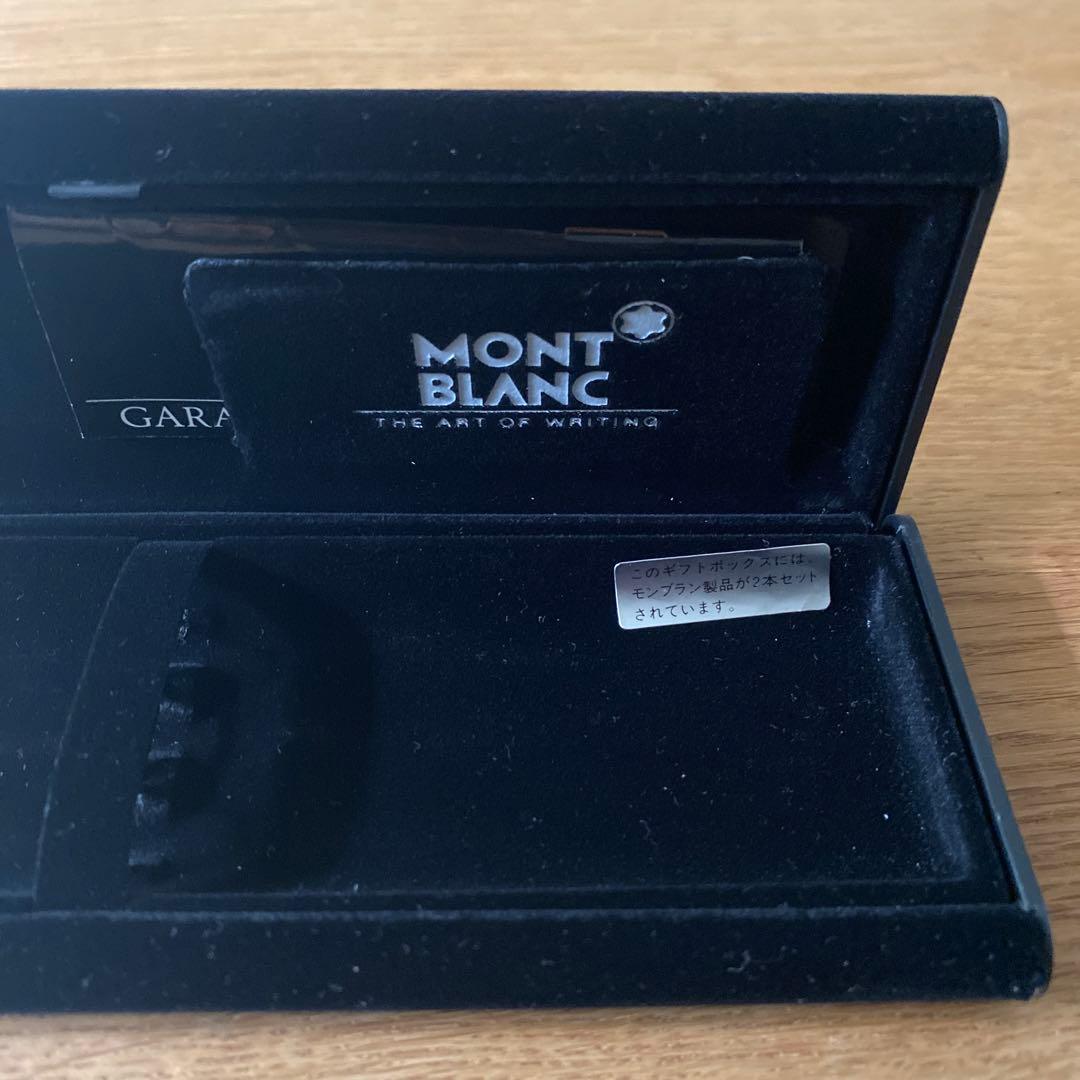 MONT
BLANC
THE ART OF WRITING
GARA
このギフトボックスには、
モンブラン製品が2本セット
されています。